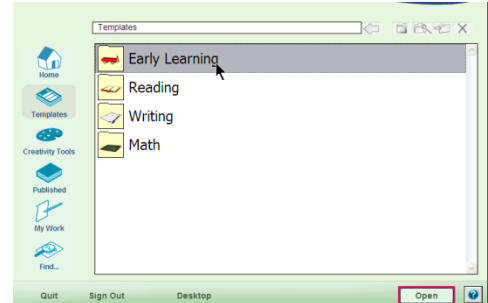 Templates
Early Learning
Reading
Writing
Math
Home
Templates
Creativity Tools
Published
My Work
Find...
Quit
Sign Out
Desktop
Open
?